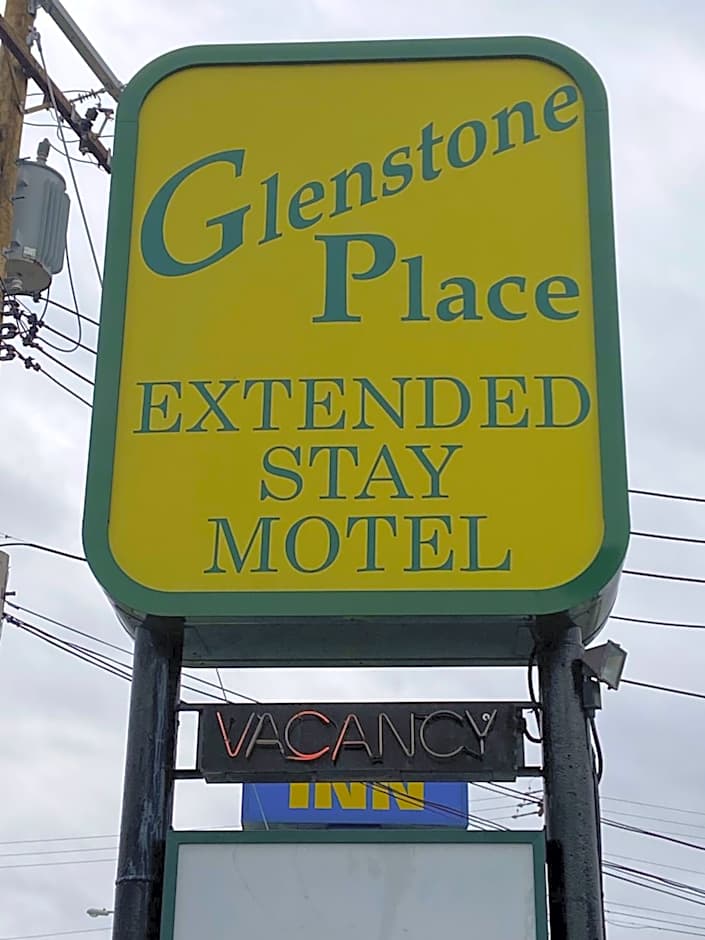 Glenstone
Place
EXTENDED
STAY
MOTEL
VACANCY
INN